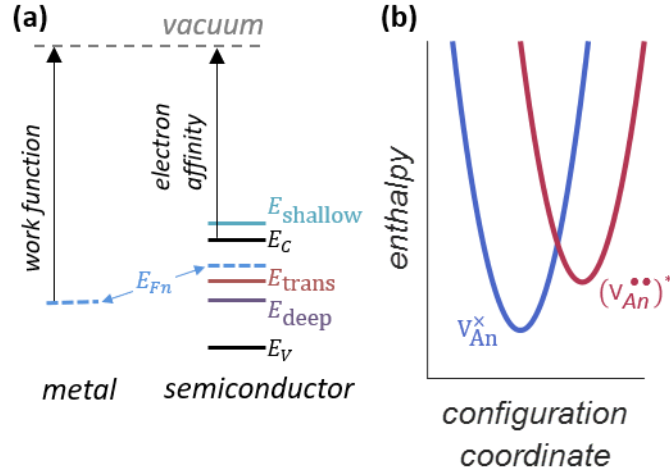 (a)
vacuum
work function
electron
affinity
E_shallow
E_C
E_Fn
E_trans
E_deep
E_V
metal
semiconductor
(b)
enthalpy
V_An^×
(V_An^••)*
configuration
coordinate